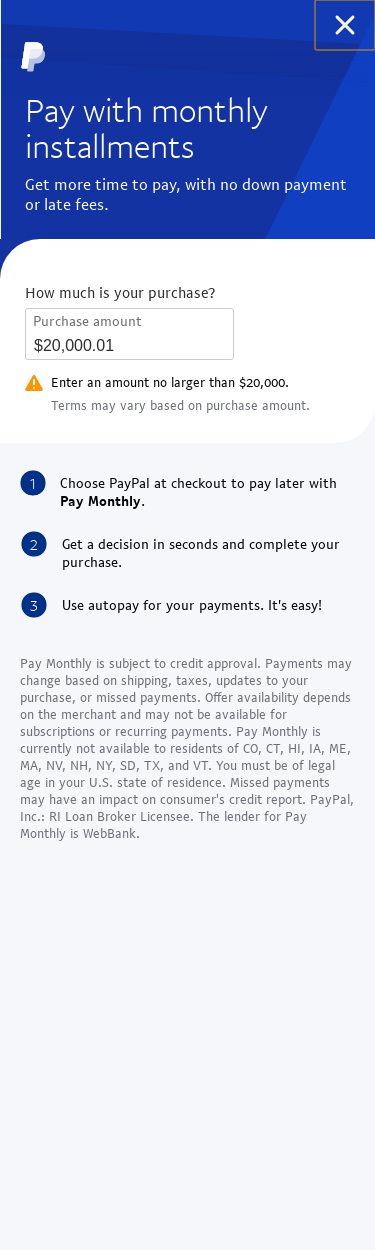 Pay with monthly
installments
Get more time to pay, with no down payment
or late fees.
How much is your purchase?
Purchase amount
$20,000.01
Enter an amount no larger than $20,000.
Terms may vary based on purchase amount.
1 Choose PayPal at checkout to pay later with
Pay Monthly.
2 Get a decision in seconds and complete your
purchase.
3 Use autopay for your payments. It's easy!
Pay Monthly is subject to credit approval. Payments may
change based on shipping, taxes, updates to your
purchase, or missed payments. Offer availability depends
on the merchant and may not be available for
subscriptions or recurring payments. Pay Monthly is
currently not available to residents of CO, CT, HI, IA, ME,
MA, NV, NH, NY, SD, TX, and VT. You must be of legal
age in your U.S. state of residence. Missed payments
may have an impact on consumer's credit report. PayPal,
Inc.: RI Loan Broker Licensee. The lender for Pay
Monthly is WebBank.